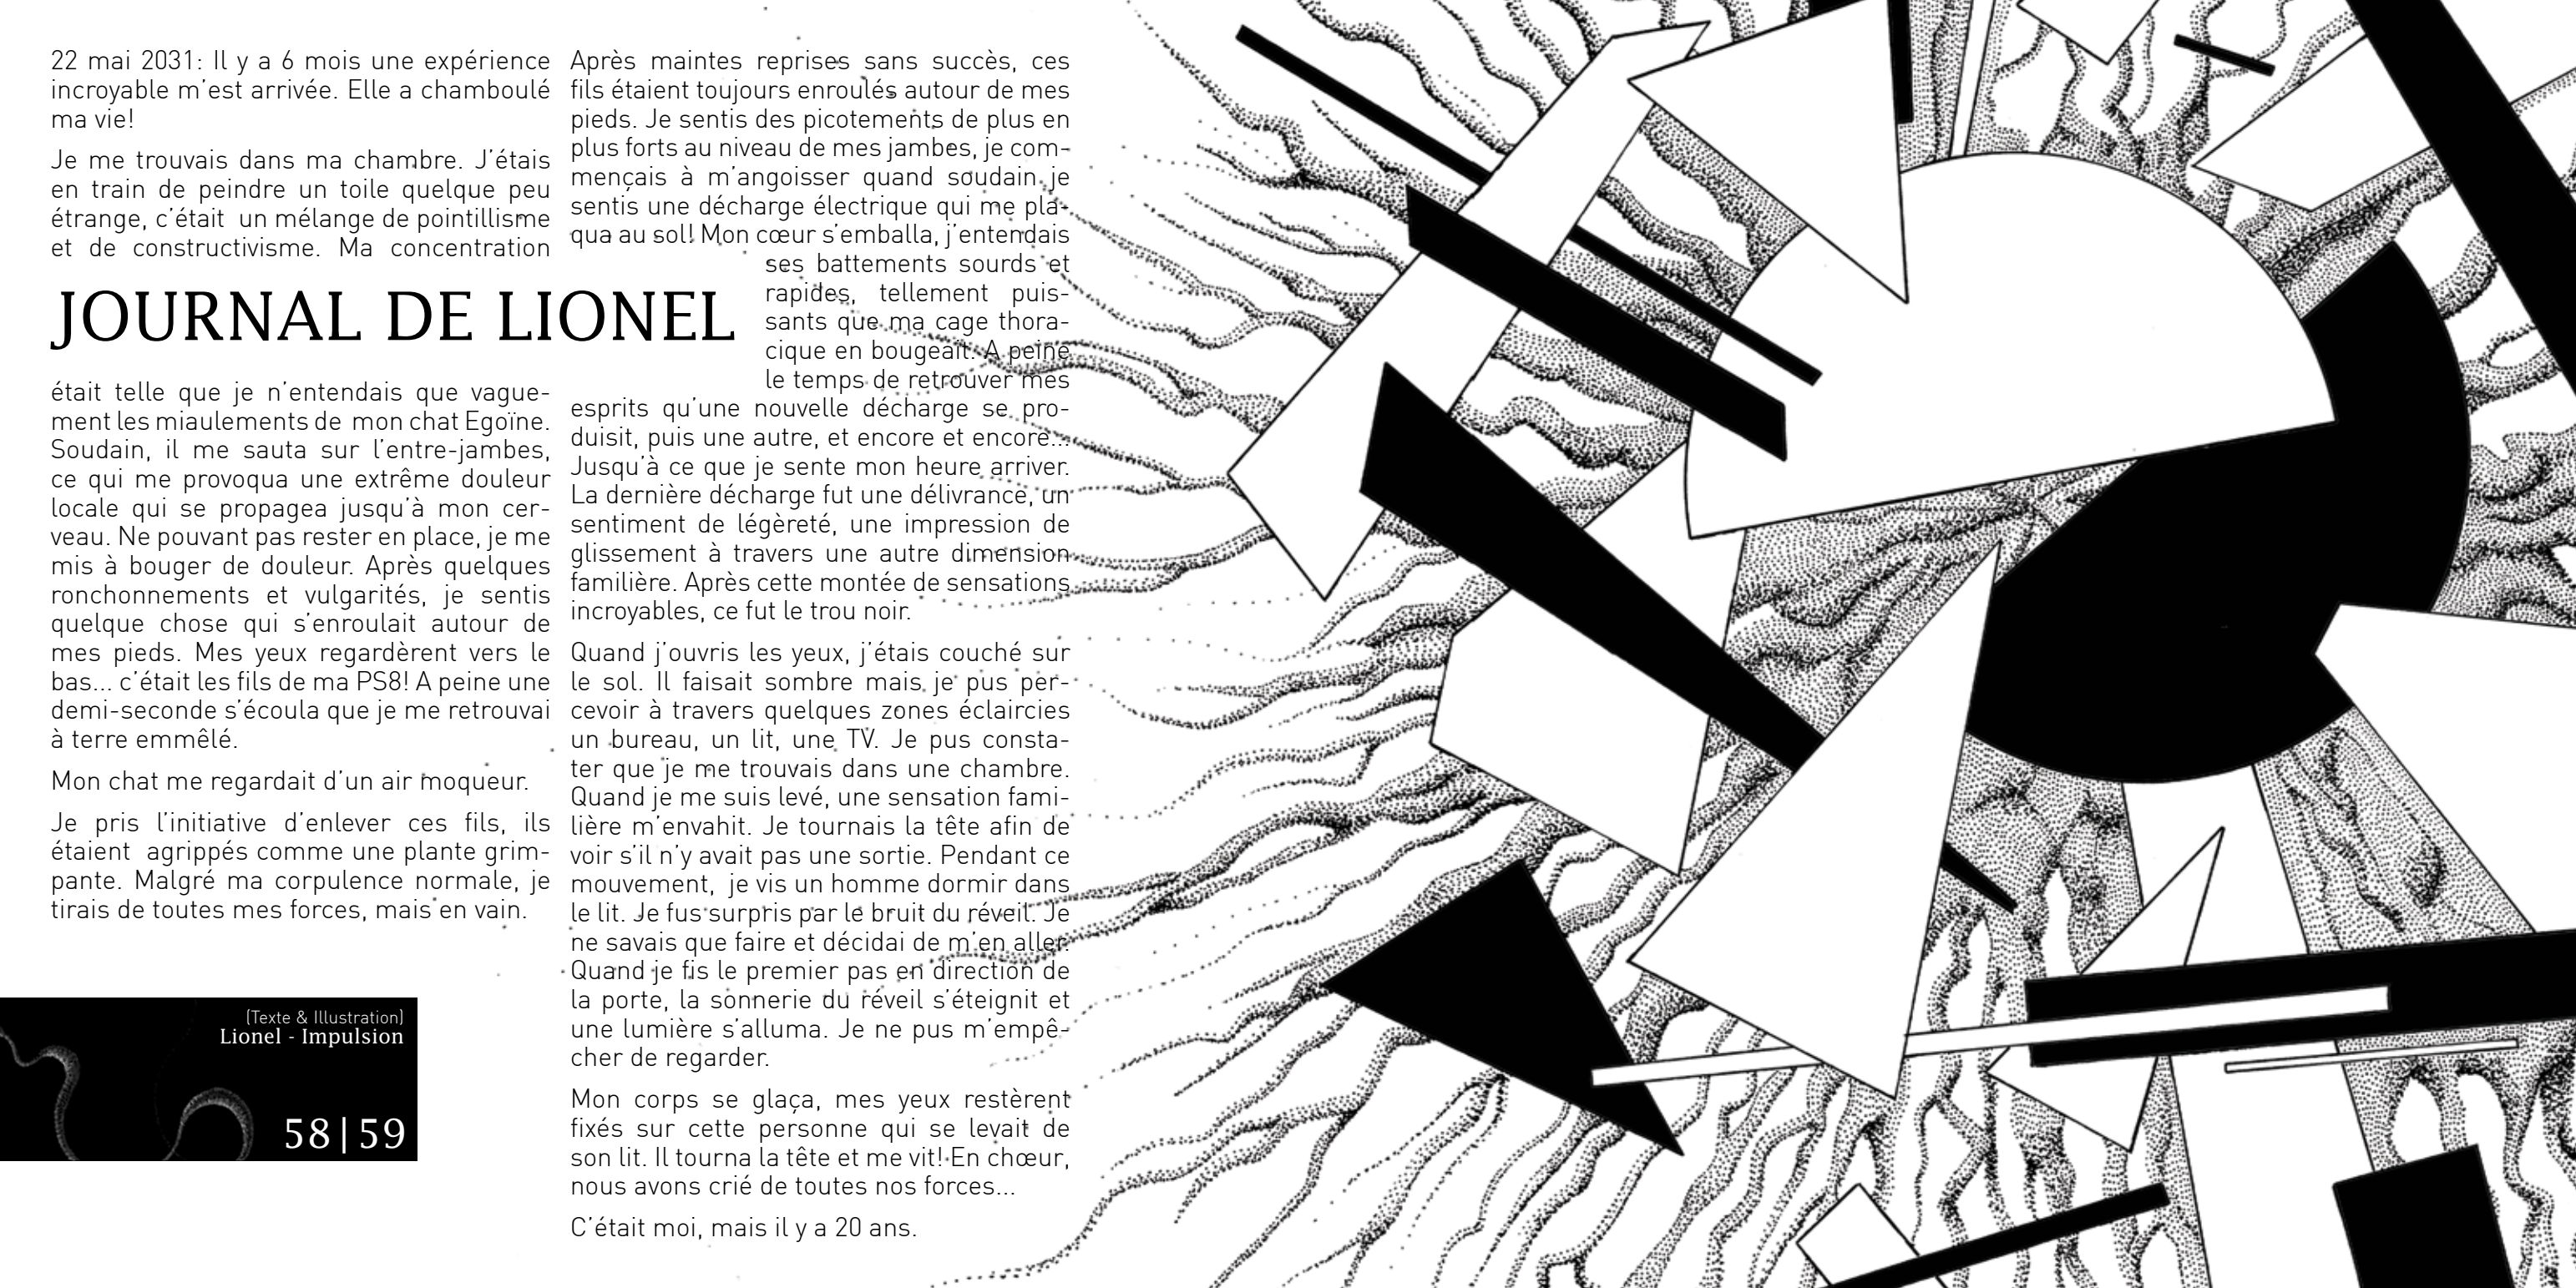 22 mai 2031: Il y a 6 mois une expérience
incroyable m'est arrivée. Elle a chamboulé
ma vie!
Je me trouvais dans ma chambre. J'étais
en train de peindre un toile quelque peu
étrange, c'était un mélange de pointillisme
et de constructivisme. Ma concentration
JOURNAL DE LIONEL
était telle que je n'entendais que vague-
ment les miaulements de mon chat Egoïne.
Soudain, il me sauta sur l'entre-jambes,
ce qui me provoqua une extrême douleur
locale qui se propagea jusqu'à mon cer-
veau. Ne pouvant pas rester en place, je me
mis à bouger de douleur. Après quelques
ronchonnements et vulgarités, je sentis
quelque chose qui s'enroulait autour de
mes pieds. Mes yeux regardèrent vers le
bas... c'était les fils de ma PS8! A peine une
demi-seconde s'écoula que je me retrouvai
à terre emmêlé.
Mon chat me regardait d'un air moqueur.
Je pris l'initiative d'enlever ces fils, ils
étaient agrippés comme une plante grim-
pante. Malgré ma corpulence normale, je
tirais de toutes mes forces, mais en vain.
Après maintes reprises sans succès, ces
fils étaient toujours enroulés autour de mes
pieds. Je sentis des picotements de plus en
plus forts au niveau de mes jambes, je com-
mençais à m'angoisser quand soudain je
sentis une décharge électrique qui me pla-
qua au sol! Mon cœur s'emballa, j'entendais
ses battements sourds et
rapides, tellement puis-
sants que ma cage thora-
cique en bougeait. A peine
le temps de retrouver mes
esprits qu'une nouvelle décharge se pro-
duisit, puis une autre, et encore et encore...
Jusqu'à ce que je sente mon heure arriver.
La dernière décharge fut une délivrance, un
sentiment de légèreté, une impression de
glissement à travers une autre dimension
familière. Après cette montée de sensations
incroyables, ce fut le trou noir.
Quand j'ouvris les yeux, j'étais couché sur
le sol. Il faisait sombre mais je pus per-
cevoir à travers quelques zones éclaircies
un bureau, un lit, une TV. Je pus consta-
ter que je me trouvais dans une chambre.
Quand je me suis levé, une sensation fami-
lière m'envahit. Je tournais la tête afin de
voir s'il n'y avait pas une sortie. Pendant ce
mouvement, je vis un homme dormir dans
le lit. Je fus surpris par le bruit du réveil. Je
ne savais que faire et décidai de m'en aller.
Quand je fis le premier pas en direction de
la porte, la sonnerie du réveil s'éteignit et
une lumière s'alluma. Je ne pus m'empê-
cher de regarder.
Mon corps se glaça, mes yeux restèrent
fixés sur cette personne qui se levait de
son lit. Il tourna la tête et me vit! En chœur,
nous avons crié de toutes nos forces...
C'était moi, mais il y a 20 ans.
(Texte & Illustration)
Lionel - Impulsion
58|59